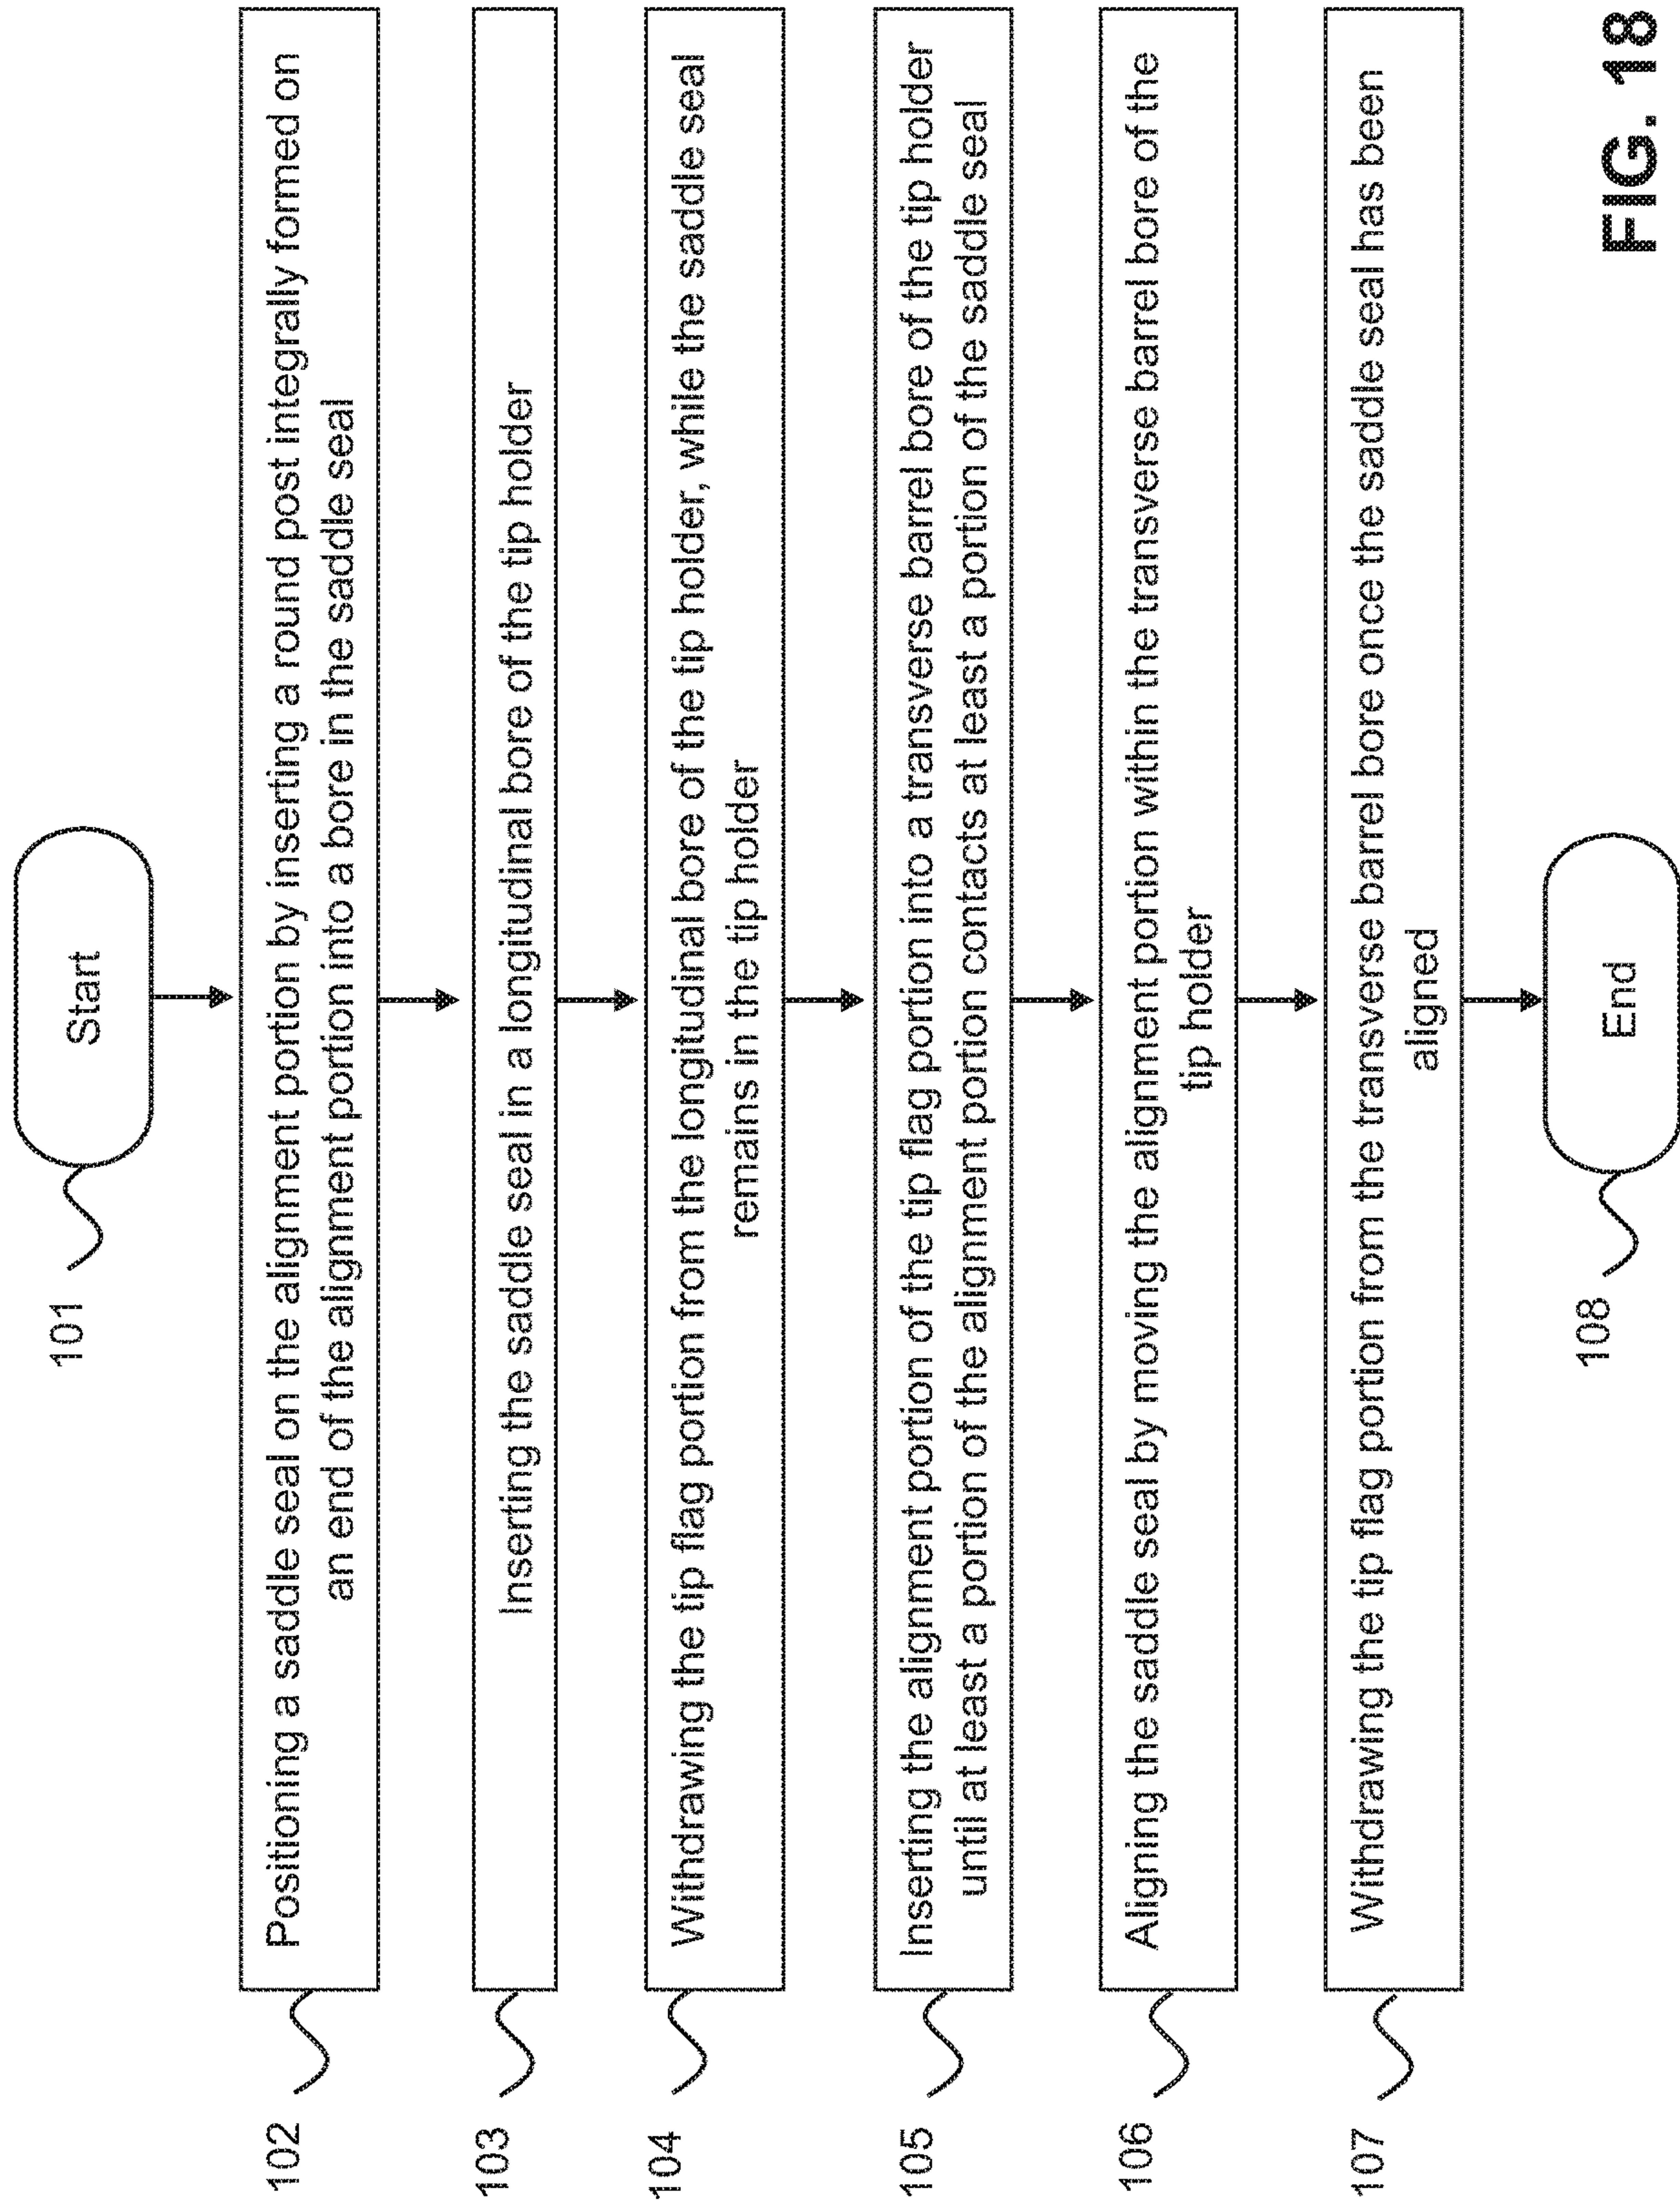 Start
101
102
Positioning a saddle seal on the alignment portion by inserting a round post integrally formed on
an end of the alignment portion into a bore in the saddle seal
103
Inserting the saddle seal in a longitudinal bore of the tip holder
104
Withdrawing the tip flag portion from the longitudinal bore of the tip holder, while the saddle seal
remains in the tip holder
105
Inserting the alignment portion of the tip flag portion into a transverse barrel bore of the tip holder
until at least a portion of the alignment portion contacts at least a portion of the saddle seal
106
Aligning the saddle seal by moving the alignment portion within the transverse barrel bore of the
tip holder
107
Withdrawing the tip flag portion from the transverse barrel bore once the saddle seal has been
aligned
End
108
FIG. 18